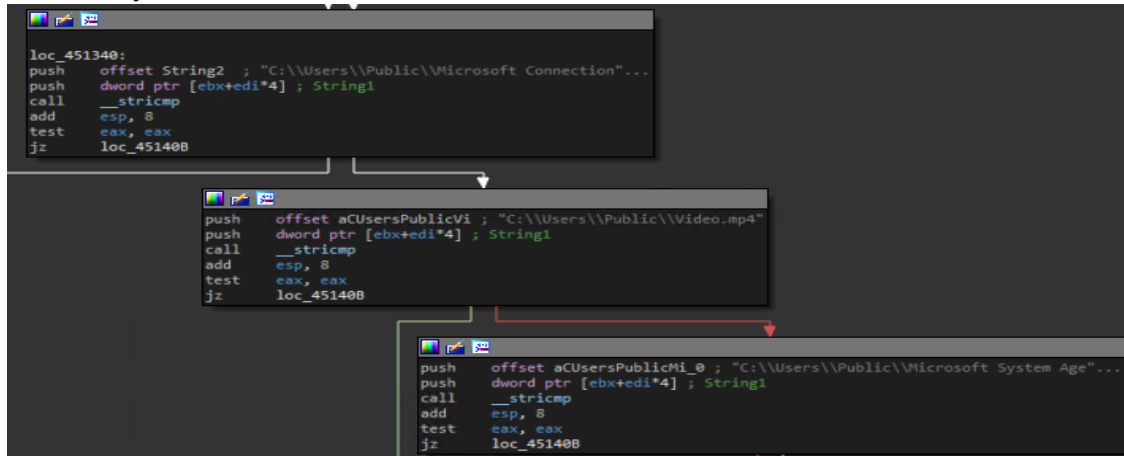 loc_451340:
push offset String2 ; "C:\\Users\\Public\\Microsoft Connection"...
push dword ptr [ebx+edi*4] ; String1
call __stricmp
add esp, 8
test eax, eax
jz loc_45140B
push offset aCUsersPublicVi ; "C:\\Users\\Public\\Video.mp4"
push dword ptr [ebx+edi*4] ; String1
call __stricmp
add esp, 8
test eax, eax
jz loc_45140B
push offset aCUsersPublicMi_0 ; "C:\\Users\\Public\\Microsoft System Age"...
push dword ptr [ebx+edi*4] ; String1
call __stricmp
add esp, 8
test eax, eax
jz loc_45140B